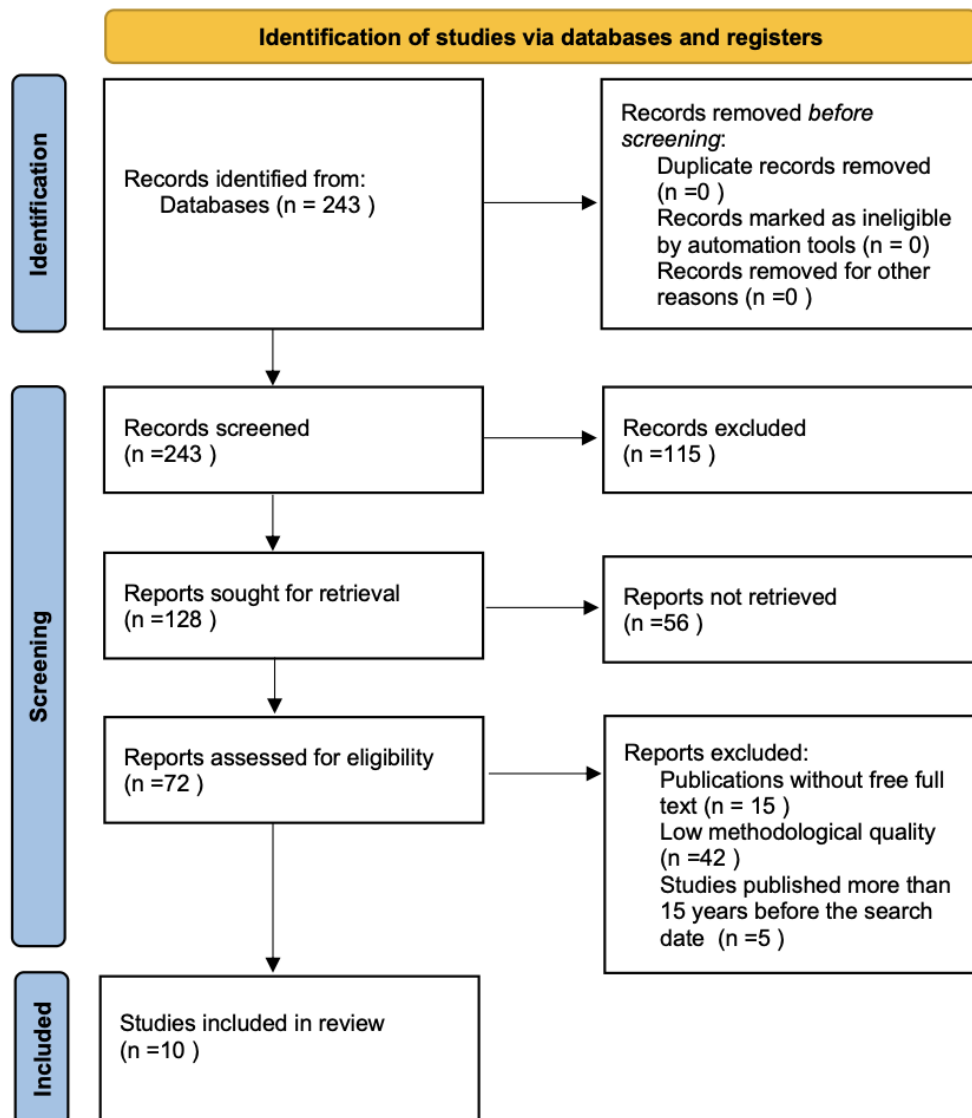 Identification of studies via databases and registers
Identification
Records identified from:
Databases (n = 243 )
Records removed before
screening:
Duplicate records removed
(n =0 )
Records marked as ineligible
by automation tools (n = 0)
Records removed for other
reasons (n =0 )
Screening
Records screened
(n =243 )
Records excluded
(n =115 )
Reports sought for retrieval
(n =128 )
Reports not retrieved
(n =56 )
Reports assessed for eligibility
(n =72 )
Reports excluded:
Publications without free full
text (n = 15 )
Low methodological quality
(n =42 )
Studies published more than
15 years before the search
date  (n =5 )
Included
Studies included in review
(n =10 )